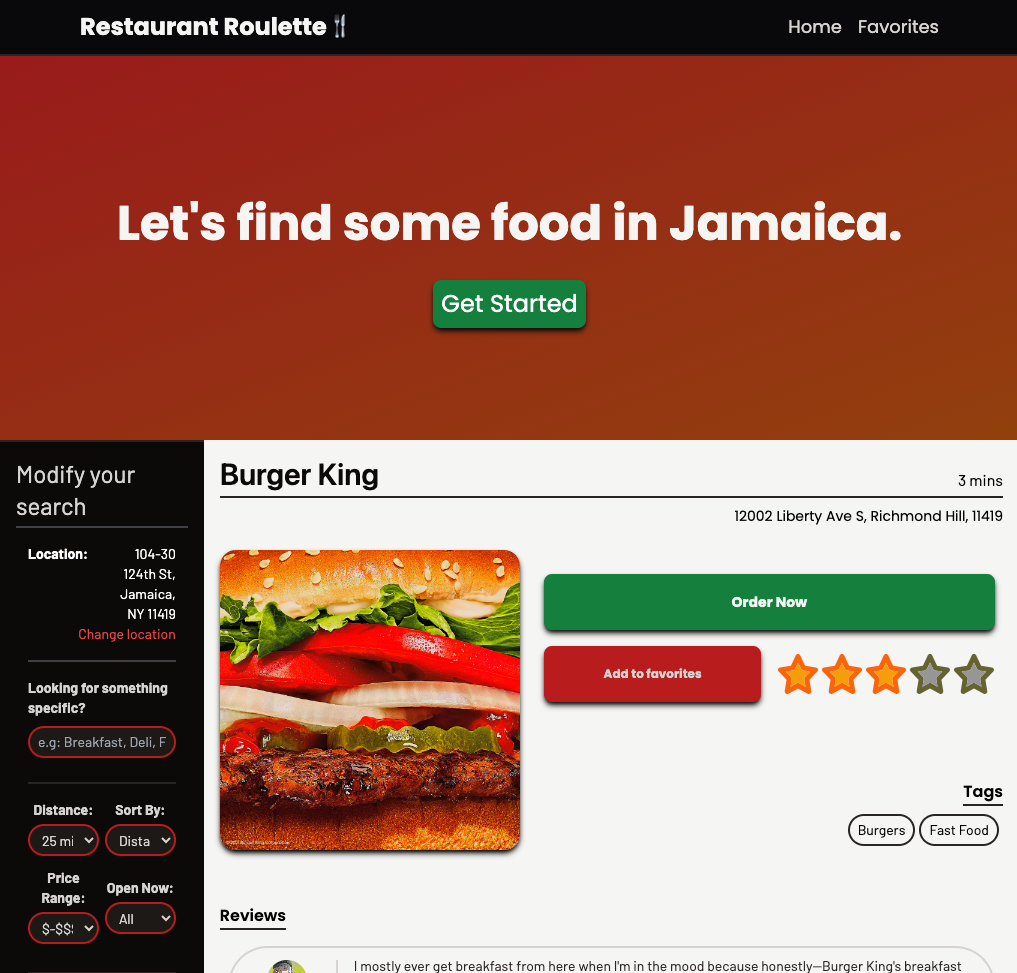 Restaurant Roulette
Home Favorites
Let's find some food in Jamaica.
Get Started
Modify your
search
Location:
104-30
124th St,
Jamaica,
NY 11419
Change location
Looking for something
specific?
e.g: Breakfast, Deli, F
Distance: Sort By:
25 mi Dista
Price
Range:
Open Now:
$-$$$ All
Burger King
3 mins
12002 Liberty Ave S, Richmond Hill, 11419
Order Now
Add to favorites
Tags
Burgers Fast Food
Reviews
I mostly ever get breakfast from here when I'm in the mood because honestly—Burger King's breakfast